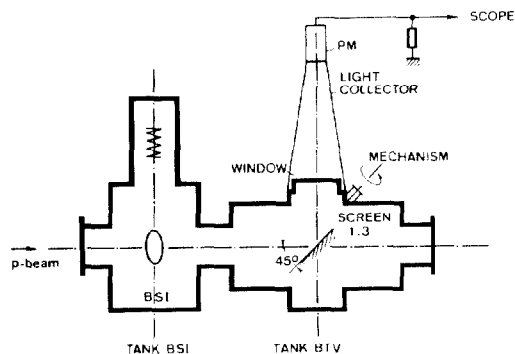 SCOPE
PM
LIGHT
COLLECTOR
WINDOW
MECHANISM
SCREEN
1.3
45°
p-beam
BSI
TANK BSI
TANK BTV